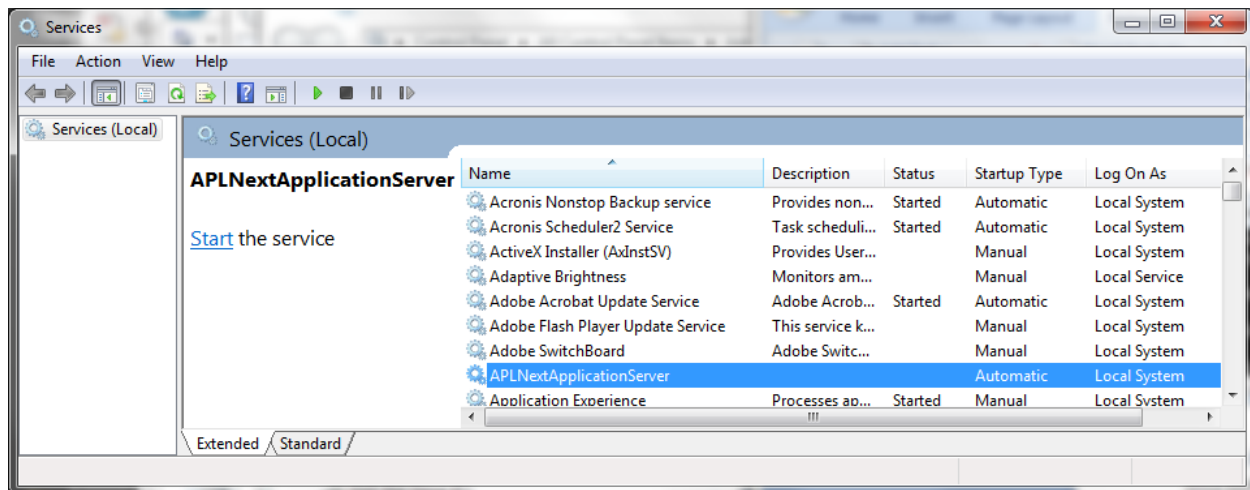 Services
File Action View Help
Services (Local)
Services (Local)
APLNextApplicationServer
Start the service
Name Description Status Startup Type Log On As
Acronis Nonstop Backup service Provides non... Started Automatic Local System
Acronis Scheduler2 Service Task scheduli... Started Automatic Local System
ActiveX Installer (AxInstSV) Provides User... Manual Local System
Adaptive Brightness Monitors am... Manual Local Service
Adobe Acrobat Update Service Adobe Acrob... Started Automatic Local System
Adobe Flash Player Update Service This service k... Manual Local System
Adobe SwitchBoard Adobe Switc... Manual Local System
APLNextApplicationServer Automatic Local System
Application Experience Processes ap... Started Manual Local System
Extended Standard